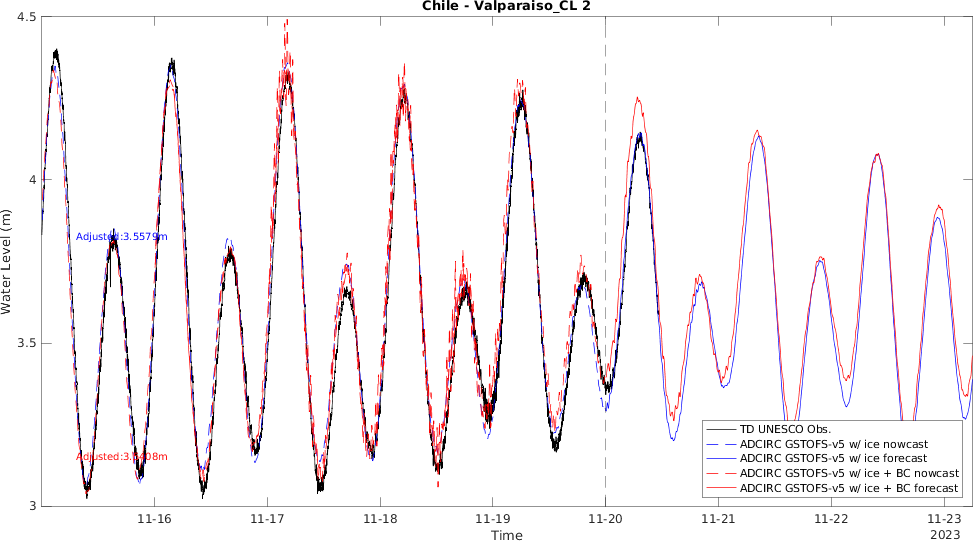 Chile - Valparaiso_CL 2
4.5
4
3.5
3
Water Level (m)
Adjusted:3.5579m
11-16
11-17
11-18
11-19
11-20
11-21
11-22
11-23
Time
2023
TD UNESCO Obs.
ADCIRC GSTOFS-v5 w/ ice nowcast
ADCIRC GSTOFS-v5 w/ ice forecast
ADCIRC GSTOFS-v5 w/ ice + BC nowcast
ADCIRC GSTOFS-v5 w/ ice + BC forecast